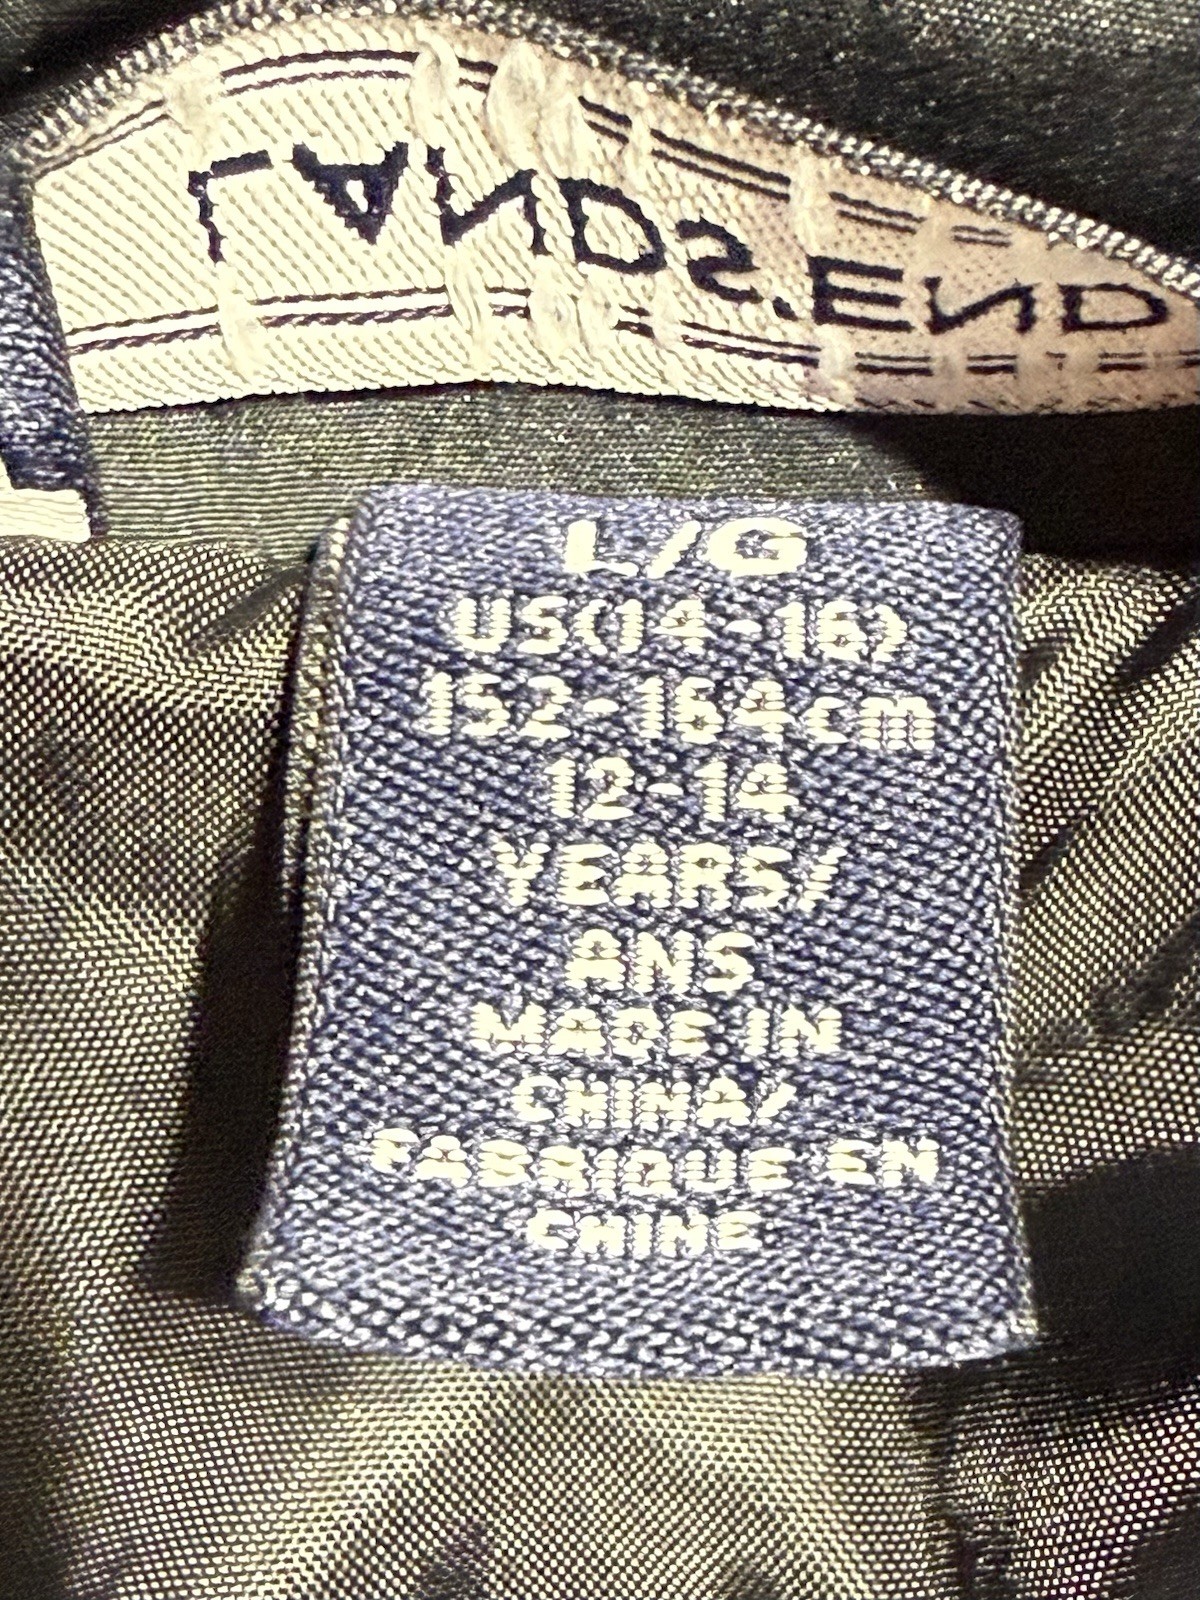 LANDS'END
L/G
US(14-16)
152-164cm
12-14
YEARS/
ANS
MADE IN
CHINA/
FABRIQUE EN
CHINE